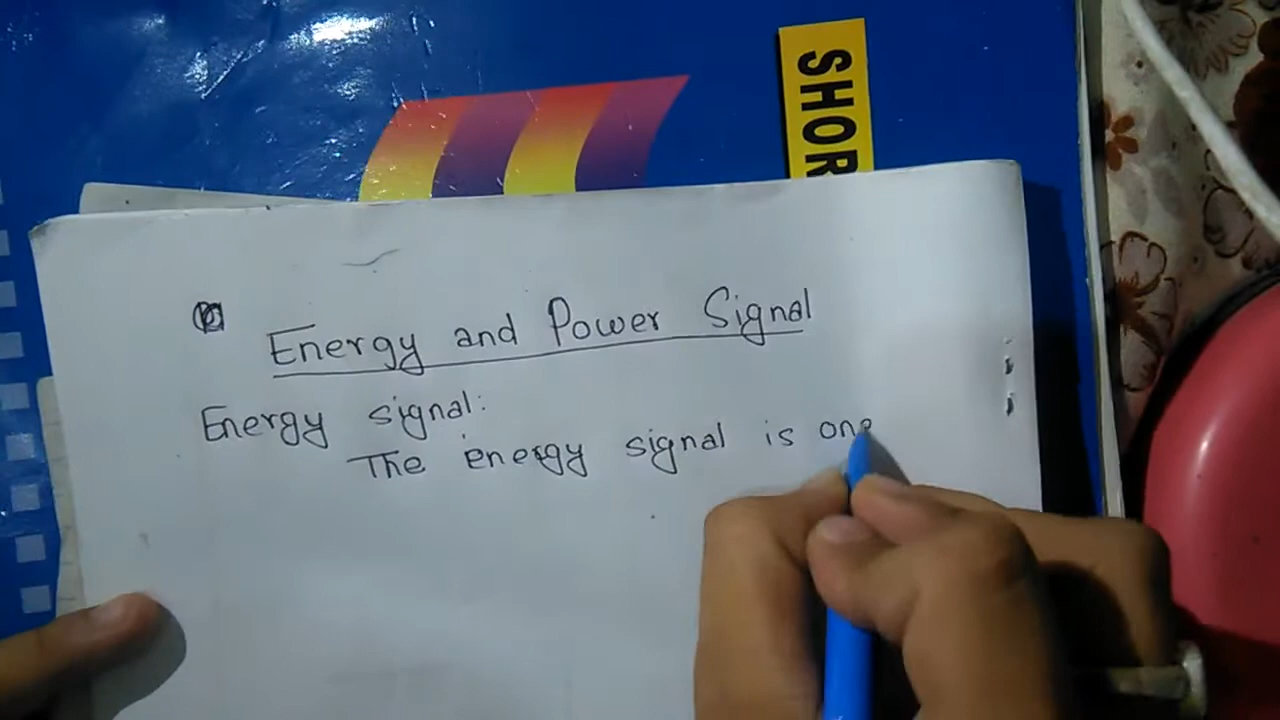 SHOR
Energy and Power Signal
Energy signal:
The energy signal is one